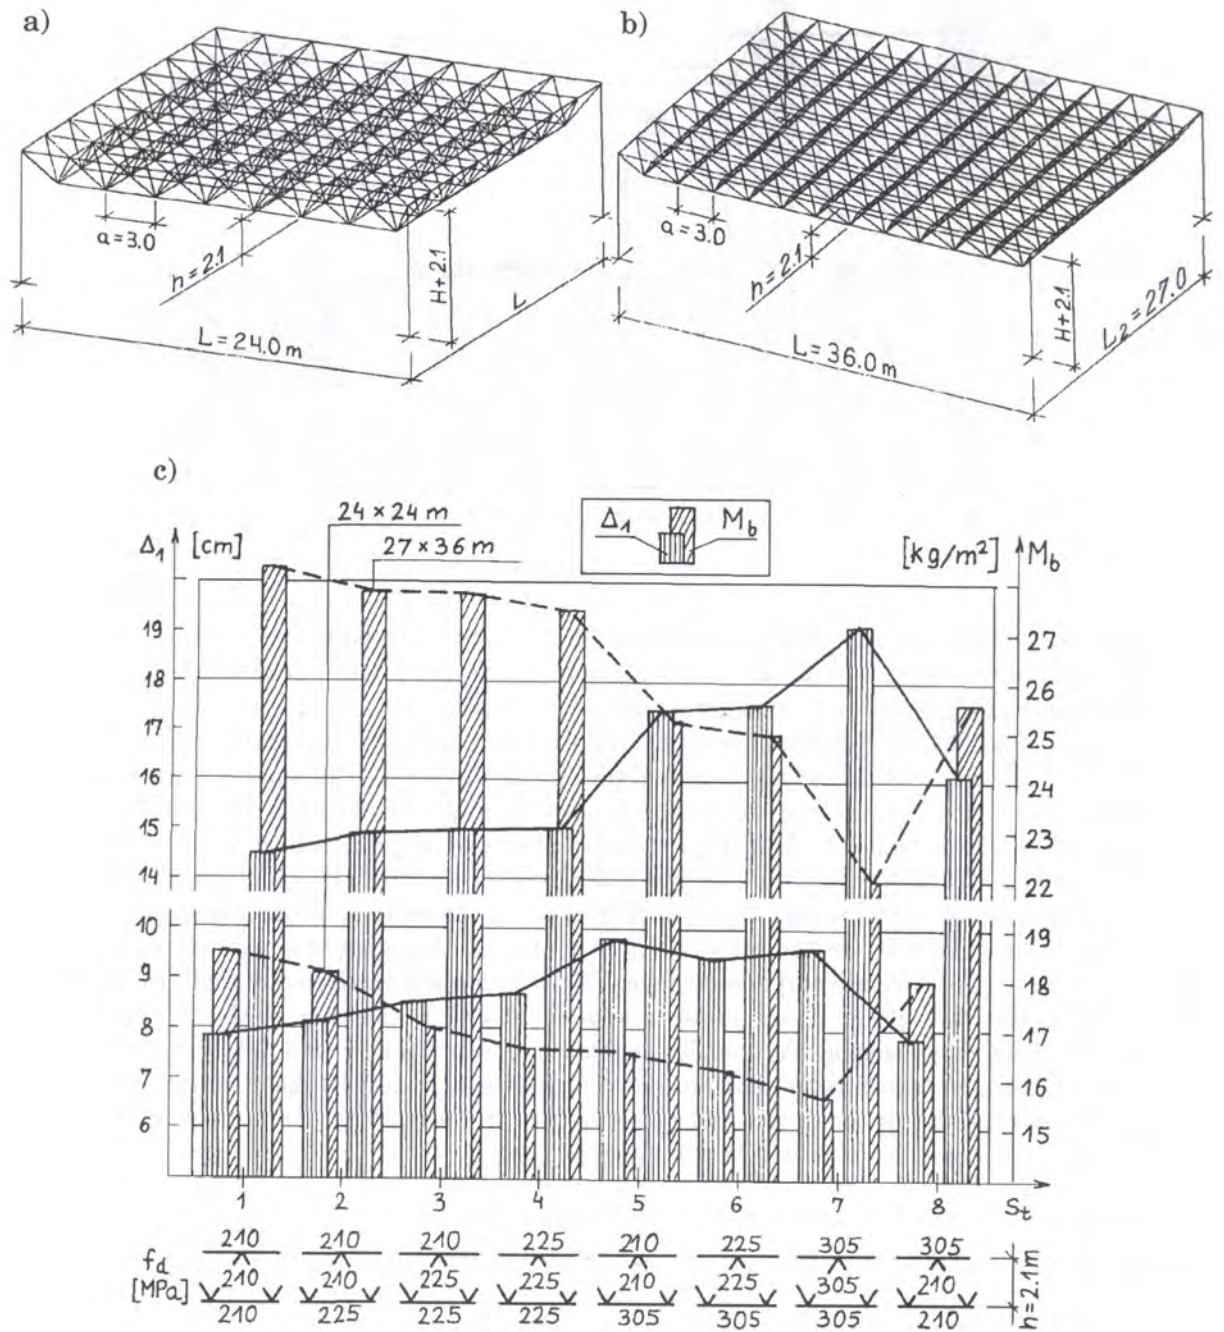 a)
b)
a = 3.0
h = 2.1
H + 2.1
L
L = 24.0 m
a = 3.0
h = 2.1
H + 2.1
L2 = 27.0
L = 36.0 m
c)
24 × 24 m
27 × 36 m
Δ1 Mb
Δ1 [cm]
[kg/m²] Mb
19
18
17
16
15
14
10
9
8
7
6
27
26
25
24
23
22
19
18
17
16
15
1 2 3 4 5 6 7 8 St
fd [MPa]
210 210 210 225 210 225 305 305
210 210 225 225 210 225 305 210
210 225 225 225 305 305 305 210
h = 2.1 m